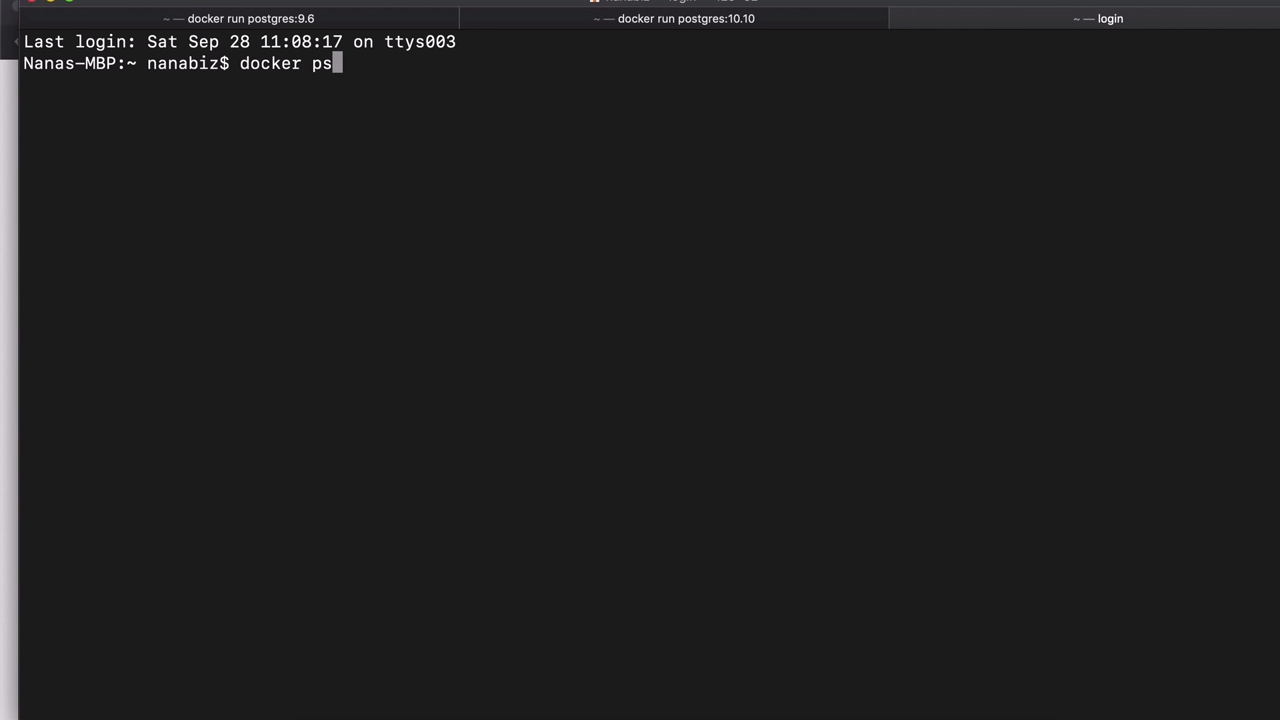 ~ — docker run postgres:9.6
~ — docker run postgres:10.10
~ — login
Last login: Sat Sep 28 11:08:17 on ttys003
Nanas-MBP:~ nanabiz$ docker ps